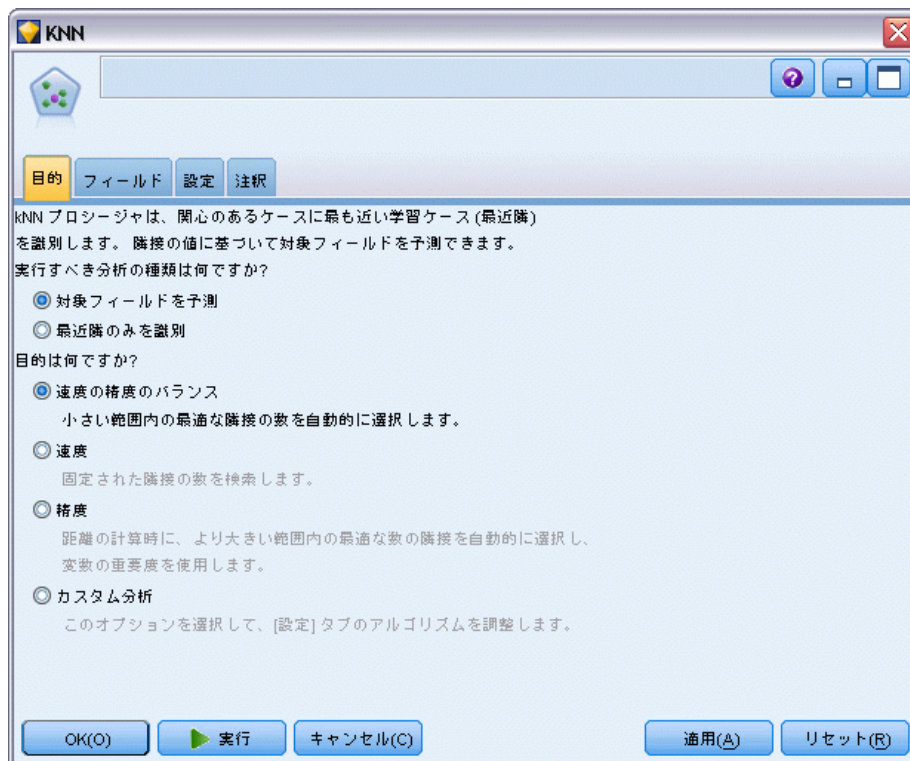 KNN
目的 フィールド 設定 注釈
kNN プロシージャは、関心のあるケースに最も近い学習ケース (最近隣)
を識別します。 隣接の値に基づいて対象フィールドを予測できます。
実行すべき分析の種類は何ですか?
対象フィールドを予測
最近隣のみを識別
目的は何ですか?
速度の精度のバランス
小さい範囲内の最適な隣接の数を自動的に選択します。
速度
固定された隣接の数を検索します。
精度
距離の計算時に、より大きい範囲内の最適な数の隣接を自動的に選択し、
変数の重要度を使用します。
カスタム分析
このオプションを選択して、[設定] タブのアルゴリズムを調整します。
OK(O) 実行 キャンセル(C) 適用(A) リセット(R)